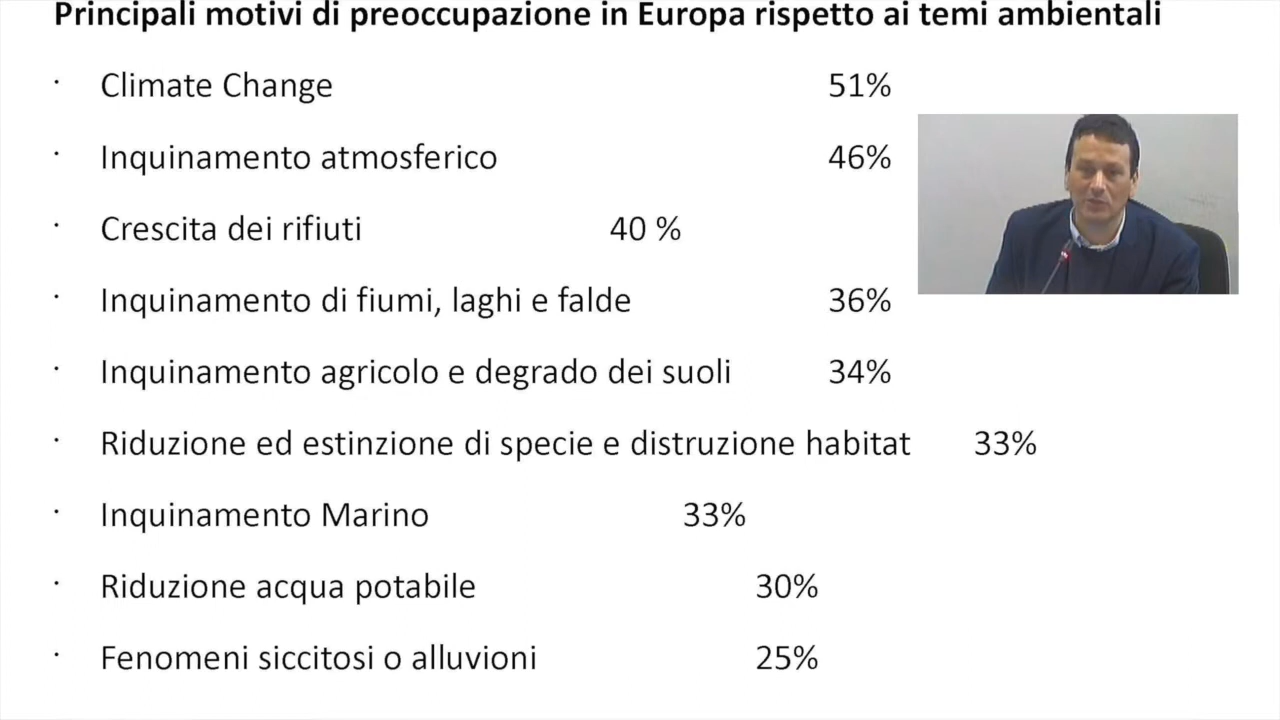 Principali motivi di preoccupazione in Europa rispetto ai temi ambientali
· Climate Change 51%
· Inquinamento atmosferico 46%
· Crescita dei rifiuti 40 %
· Inquinamento di fiumi, laghi e falde 36%
· Inquinamento agricolo e degrado dei suoli 34%
· Riduzione ed estinzione di specie e distruzione habitat 33%
· Inquinamento Marino 33%
· Riduzione acqua potabile 30%
· Fenomeni siccitosi o alluvioni 25%